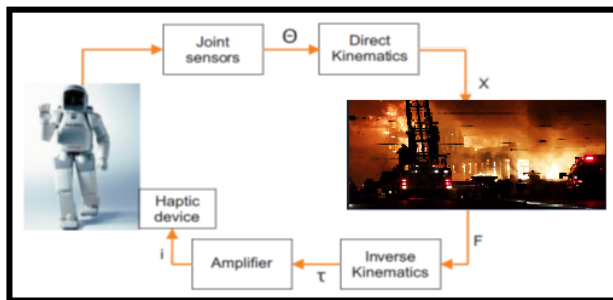 Joint
sensors
Θ
Direct
Kinematics
X
Haptic
device
i
Amplifier
τ
Inverse
Kinematics
F